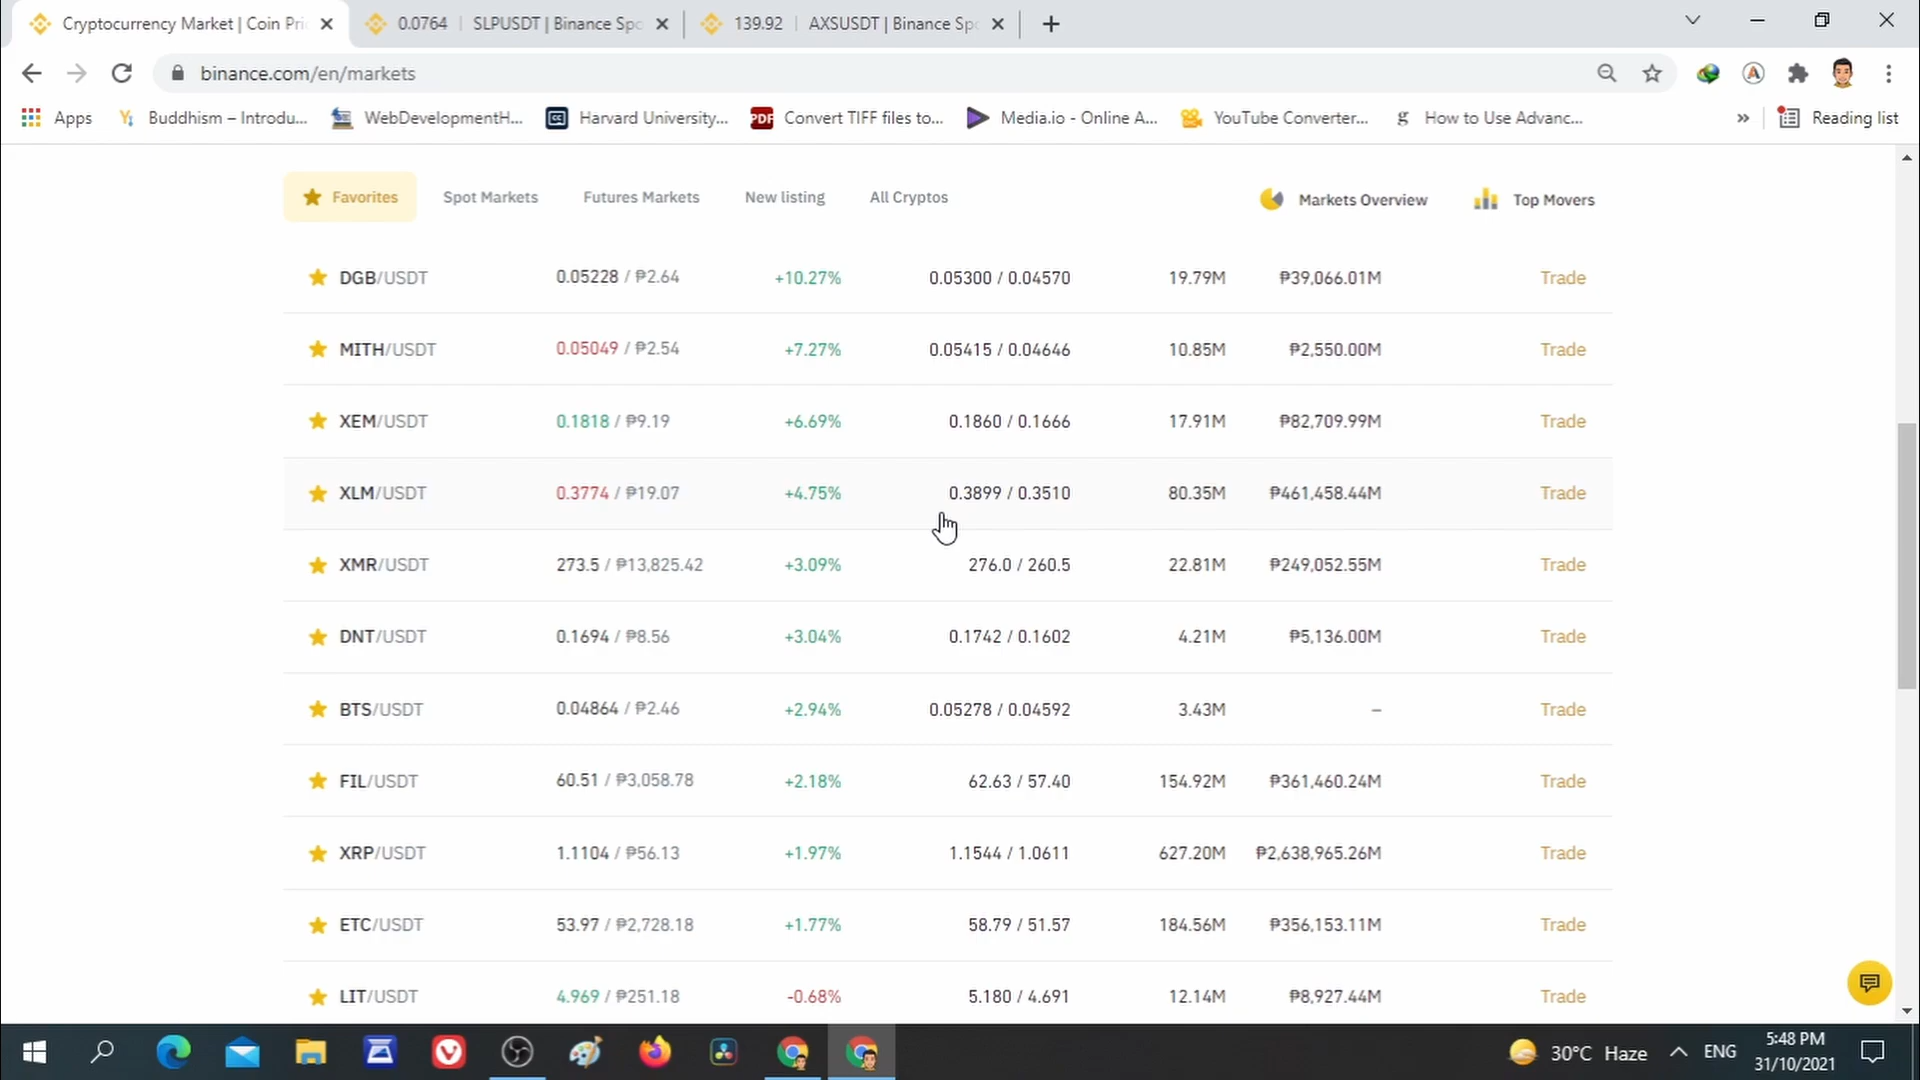 Cryptocurrency Market | Coin Pri
0.0764 | SLPUSDT | Binance Spo
139.92 | AXSUSDT | Binance Sp
binance.com/en/markets
Apps
Buddhism – Introdu...
WebDevelopmentH...
Harvard University...
PDF Convert TIFF files to...
Media.io - Online A...
YouTube Converter...
g How to Use Advanc...
»
Reading list
Favorites
Spot Markets
Futures Markets
New listing
All Cryptos
Markets Overview
Top Movers
DGB/USDT 0.05228 / ₱2.64 +10.27% 0.05300 / 0.04570 19.79M ₱39,066.01M Trade
MITH/USDT 0.05049 / ₱2.54 +7.27% 0.05415 / 0.04646 10.85M ₱2,550.00M Trade
XEM/USDT 0.1818 / ₱9.19 +6.69% 0.1860 / 0.1666 17.91M ₱82,709.99M Trade
XLM/USDT 0.3774 / ₱19.07 +4.75% 0.3899 / 0.3510 80.35M ₱461,458.44M Trade
XMR/USDT 273.5 / ₱13,825.42 +3.09% 276.0 / 260.5 22.81M ₱249,052.55M Trade
DNT/USDT 0.1694 / ₱8.56 +3.04% 0.1742 / 0.1602 4.21M ₱5,136.00M Trade
BTS/USDT 0.04864 / ₱2.46 +2.94% 0.05278 / 0.04592 3.43M – Trade
FIL/USDT 60.51 / ₱3,058.78 +2.18% 62.63 / 57.40 154.92M ₱361,460.24M Trade
XRP/USDT 1.1104 / ₱56.13 +1.97% 1.1544 / 1.0611 627.20M ₱2,638,965.26M Trade
ETC/USDT 53.97 / ₱2,728.18 +1.77% 58.79 / 51.57 184.56M ₱356,153.11M Trade
LIT/USDT 4.969 / ₱251.18 -0.68% 5.180 / 4.691 12.14M ₱8,927.44M Trade
30°C Haze
ENG
5:48 PM
31/10/2021